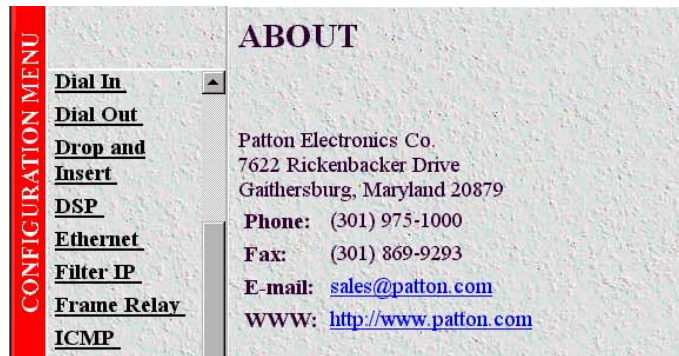 CONFIGURATION MENU
Dial In
Dial Out
Drop and
Insert
DSP
Ethernet
Filter IP
Frame Relay
ICMP
ABOUT
Patton Electronics Co.
7622 Rickenbacker Drive
Gaithersburg, Maryland 20879
Phone: (301) 975-1000
Fax: (301) 869-9293
E-mail: sales@patton.com
WWW: http://www.patton.com